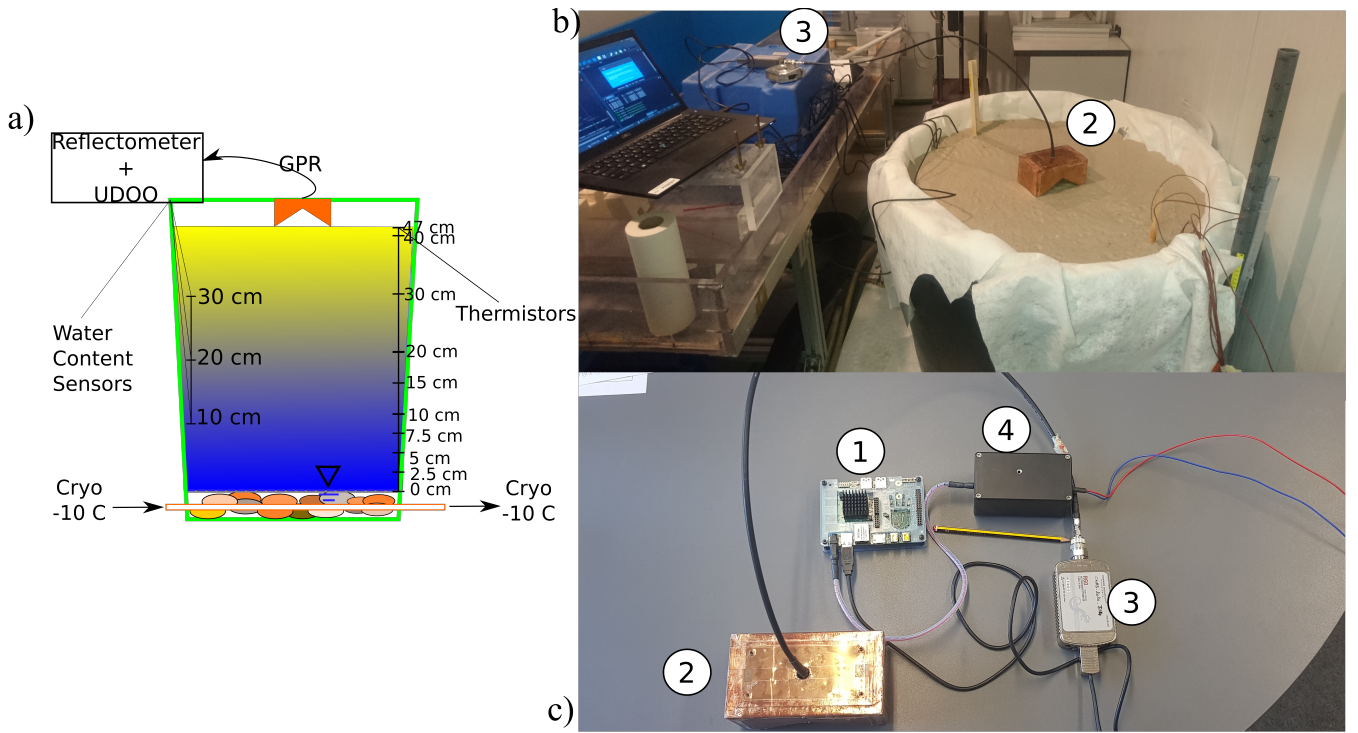 a)
Reflectometer
+
UDOO
GPR
47 cm
40 cm
30 cm
30 cm
Thermistors
Water
Content
Sensors
20 cm
20 cm
15 cm
10 cm
10 cm
7.5 cm
5 cm
2.5 cm
0 cm
Cryo
-10 C
Cryo
-10 C
b)
3
2
c)
1
4
3
2